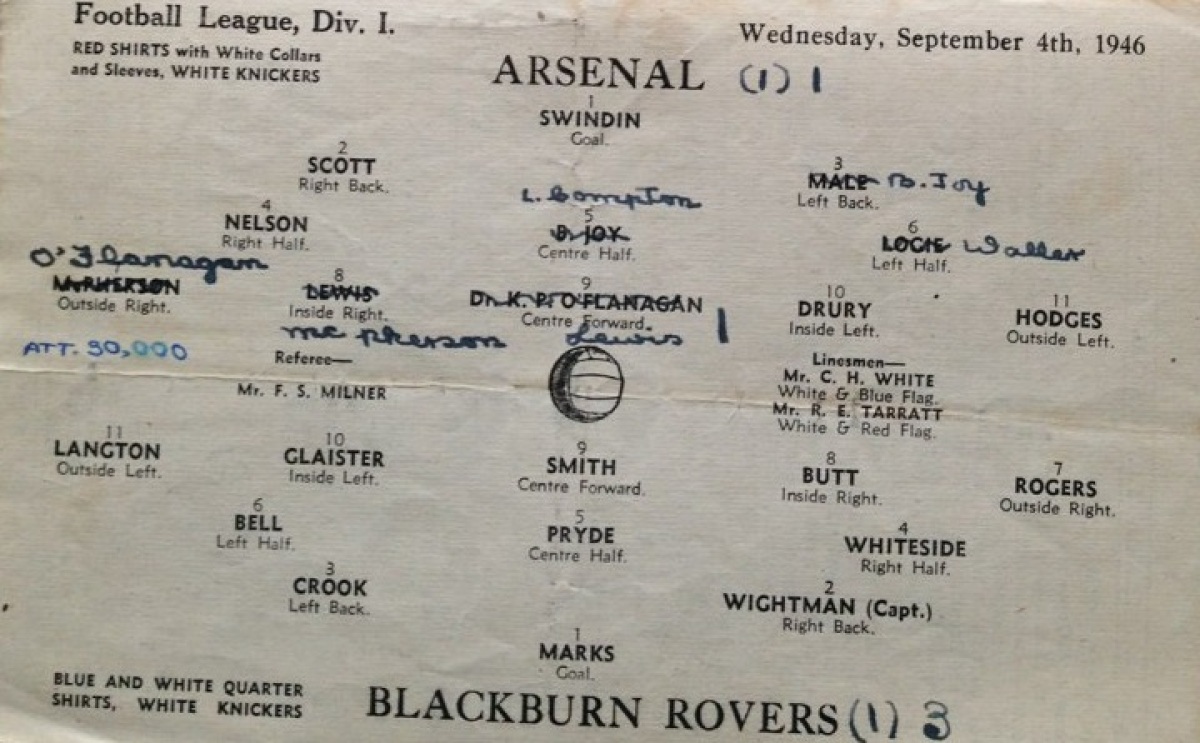 Football League, Div. I.
Wednesday, September 4th, 1946
RED SHIRTS with White Collars
and Sleeves, WHITE KNICKERS
ARSENAL (1) 1
1
SWINDIN
Goal.
2
SCOTT
Right Back.
3
MALE B. Joy
Left Back.
4
NELSON
Right Half.
L. Compton
5
B. JOY
Centre Half.
6
LOGIE Waller
Left Half.
O'Flanagan
McPHERSON
Outside Right.
8
LEWIS
Inside Right.
Mc pherson
9
Dr. K. P. O'FLANAGAN
Centre Forward.
Lewis 1
10
DRURY
Inside Left.
11
HODGES
Outside Left.
ATT. 30,000
Referee—
Mr. F. S. MILNER
Linesmen—
Mr. C. H. WHITE
White & Blue Flag.
Mr. R. E. TARRATT
White & Red Flag.
11
LANGTON
Outside Left.
10
GLAISTER
Inside Left.
9
SMITH
Centre Forward.
8
BUTT
Inside Right.
7
ROGERS
Outside Right.
6
BELL
Left Half.
5
PRYDE
Centre Half.
4
WHITESIDE
Right Half.
3
CROOK
Left Back.
2
WIGHTMAN (Capt.)
Right Back.
1
MARKS
Goal.
BLUE AND WHITE QUARTER
SHIRTS, WHITE KNICKERS
BLACKBURN ROVERS (1) 3